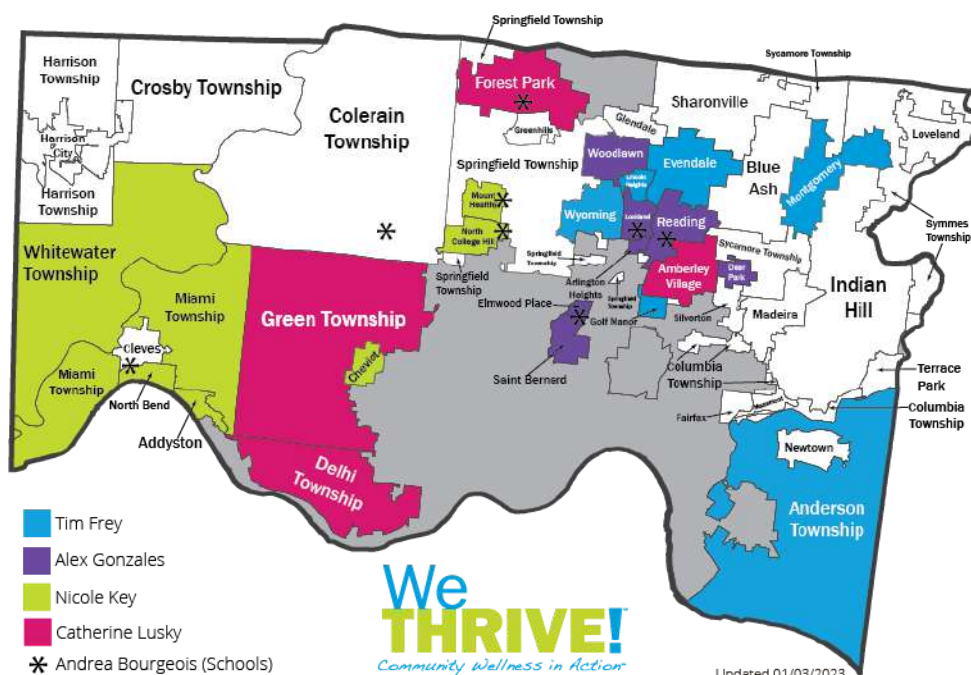 Springfield Township
Sycamore Township
Harrison
Township
Crosby Township
Forest Park
Colerain
Township
Sharonville
Loveland
Harrison
City
Greenhills
Glendale
Woodlawn
Evendale
Springfield Township
Blue
Ash
Montgomery
Lincoln
Heights
Harrison
Township
Mount
Healthy
Wyoming
Lockland
Reading
Symmes
Township
North
College Hill
Whitewater
Township
Springfield
Township
Springfield
Township
Sycamore Township
Arlington
Heights
Springfield
Township
Amberley
Village
Deer
Park
Miami
Township
Elmwood Place
Golf Manor
Silverton
Madeira
Indian
Hill
Green Township
Cleves
Cheviot
Miami
Township
Saint Bernerd
Columbia
Township
Terrace
Park
North Bend
Fairfax
Columbia
Township
Addyston
Newtown
Delhi
Township
Anderson
Township
Tim Frey
Alex Gonzales
Nicole Key
Catherine Lusky
Andrea Bourgeois (Schools)
We
THRIVE!
Community Wellness in Action
Updated 01/03/2023